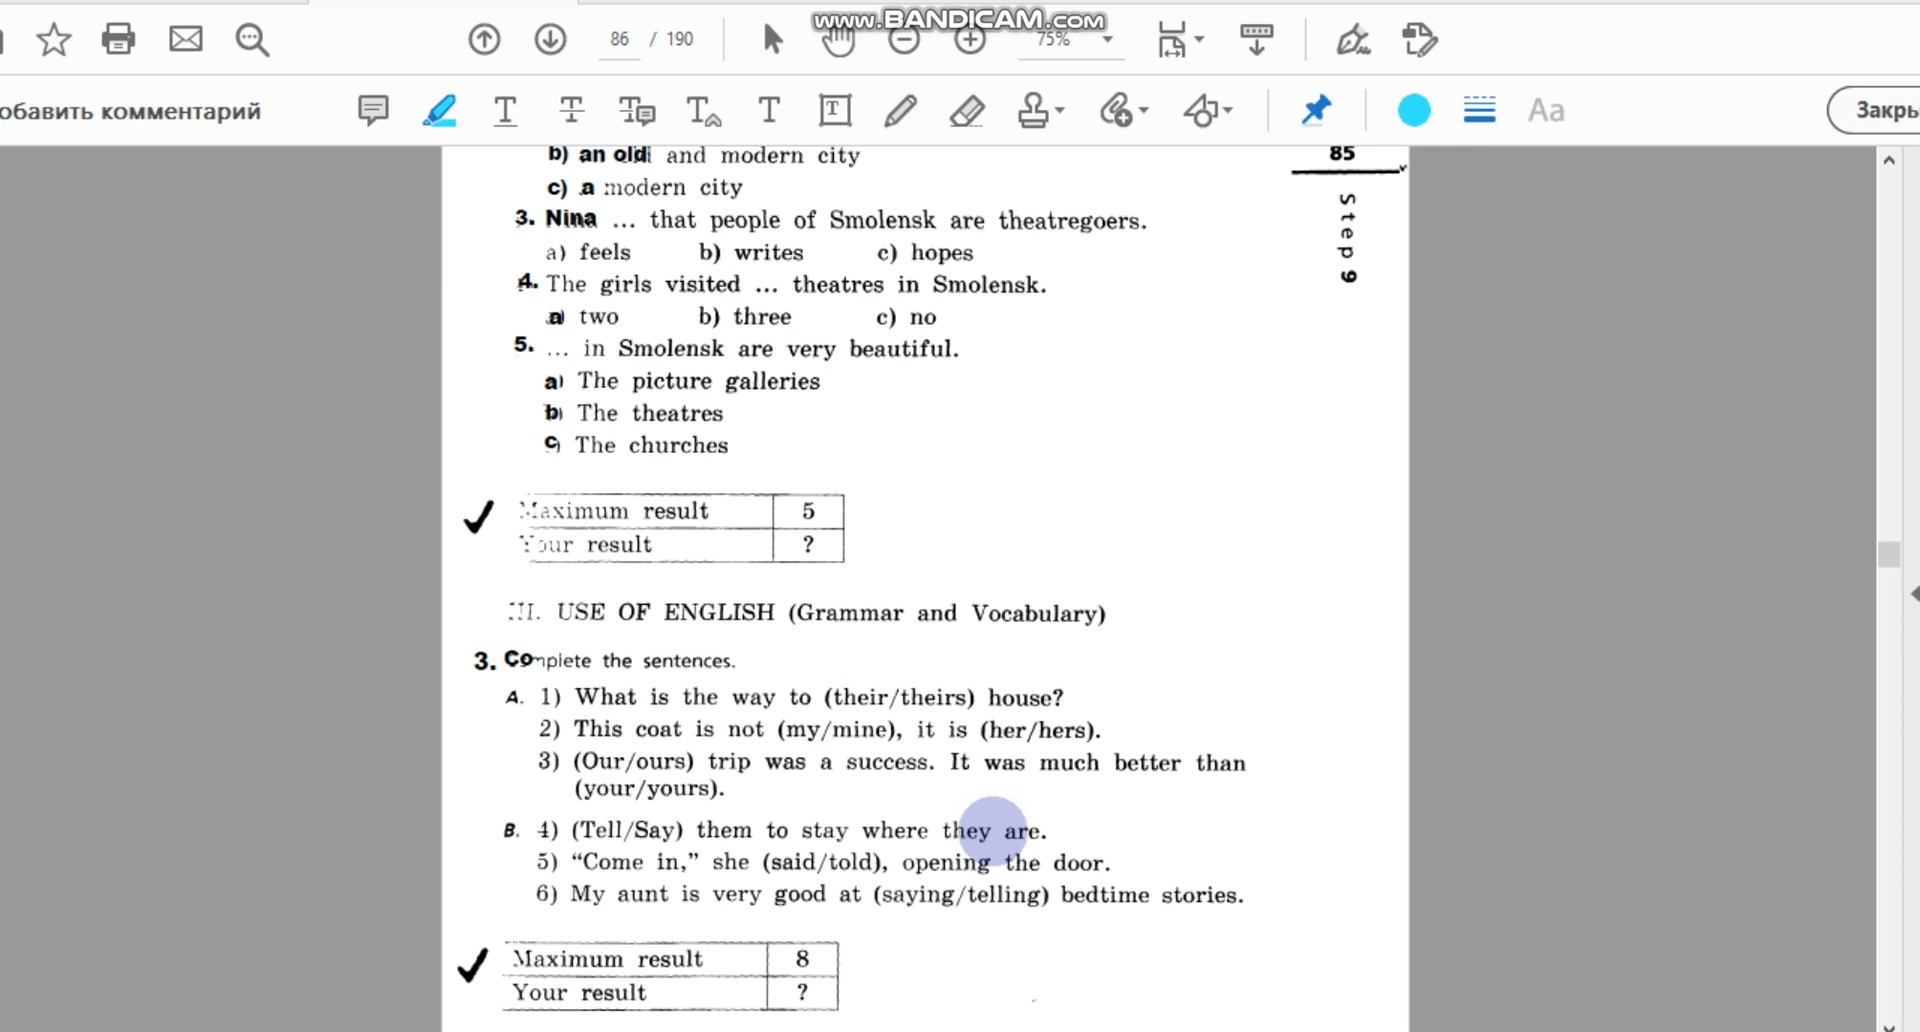 www.BANDICAM.com
86 / 190
75%
обавить комментарий
Aa
Закры
b) an old and modern city
85
c) a modern city
Step 9
3. Nina ... that people of Smolensk are theatregoers.
a) feels b) writes c) hopes
4. The girls visited ... theatres in Smolensk.
a) two b) three c) no
5. ... in Smolensk are very beautiful.
a) The picture galleries
b) The theatres
c) The churches
Maximum result 5
Your result ?
III. USE OF ENGLISH (Grammar and Vocabulary)
3. Complete the sentences.
A. 1) What is the way to (their/theirs) house?
2) This coat is not (my/mine), it is (her/hers).
3) (Our/ours) trip was a success. It was much better than
(your/yours).
B. 4) (Tell/Say) them to stay where they are.
5) “Come in,” she (said/told), opening the door.
6) My aunt is very good at (saying/telling) bedtime stories.
Maximum result 8
Your result ?